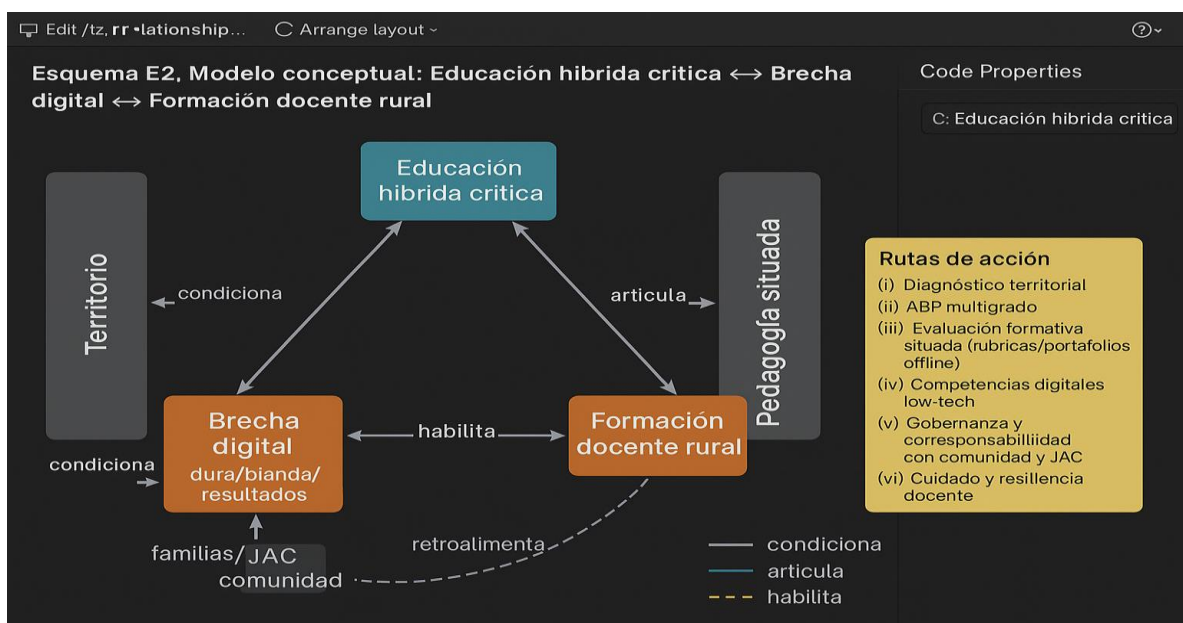 Edit /tz, rr •lationship...
Arrange layout
?
Esquema E2, Modelo conceptual: Educación hibrida critica ↔ Brecha
digital ↔ Formación docente rural
Code Properties
C: Educación hibrida critica
Educación
hibrida critica
Territorio
condiciona
articula
Pedagogía situada
Brecha
digital
dura/bianda/
resultados
habilita
Formación
docente rural
condiciona
familias/JAC
comunidad
retroalimenta
condiciona
articula
habilita
Rutas de acción
(i) Diagnóstico territorial
(ii) ABP multigrado
(iii) Evaluación formativa
situada (rubricas/portafolios
offline)
(iv) Competencias digitales
low-tech
(v) Gobernanza y
corresponsabilliidad
con comunidad y JAC
(vi) Cuidado y resillencia
docente